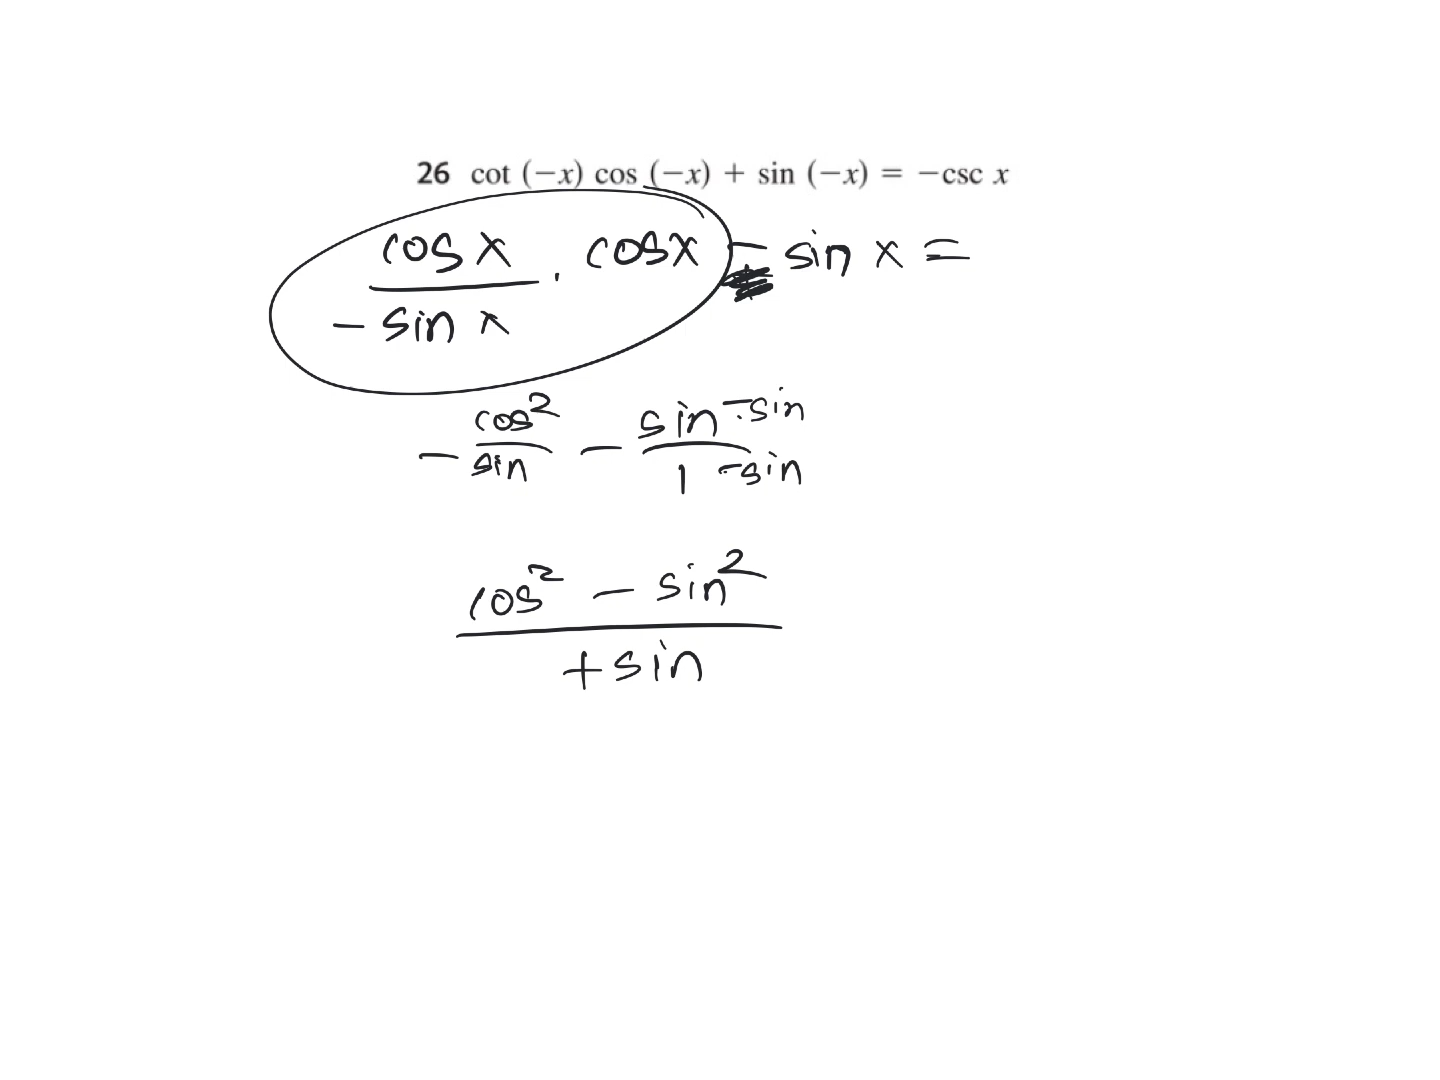 26 cot (−x) cos (−x) + sin (−x) = −csc x
cos x / − sin x · cos x − sin x =
− cos² / sin − sin · −sin / 1 · −sin
cos² − sin² / + sin